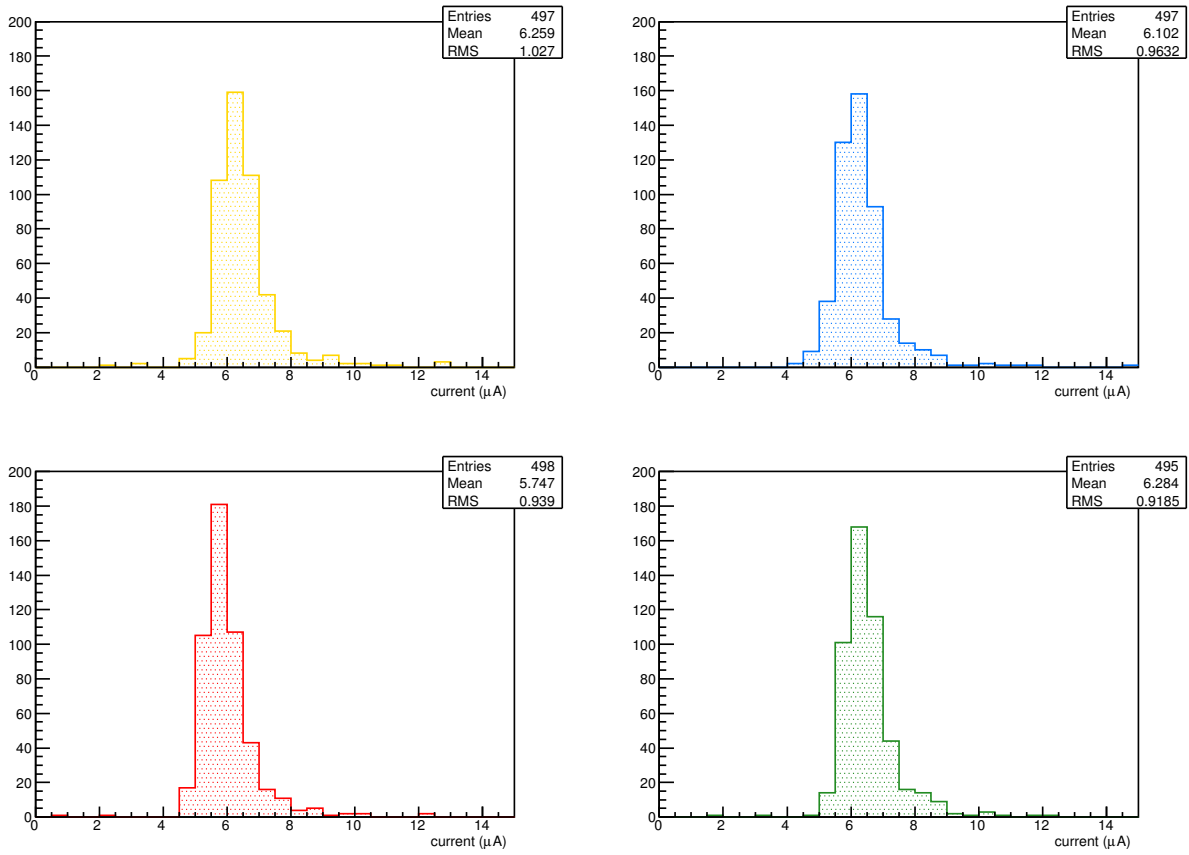 Entries 497
Mean 6.259
RMS 1.027
200
180
160
140
120
100
80
60
40
20
0
0 2 4 6 8 10 12 14
current (μA)
Entries 497
Mean 6.102
RMS 0.9632
200
180
160
140
120
100
80
60
40
20
0
0 2 4 6 8 10 12 14
current (μA)
Entries 498
Mean 5.747
RMS 0.939
200
180
160
140
120
100
80
60
40
20
0
0 2 4 6 8 10 12 14
current (μA)
Entries 495
Mean 6.284
RMS 0.9185
200
180
160
140
120
100
80
60
40
20
0
0 2 4 6 8 10 12 14
current (μA)